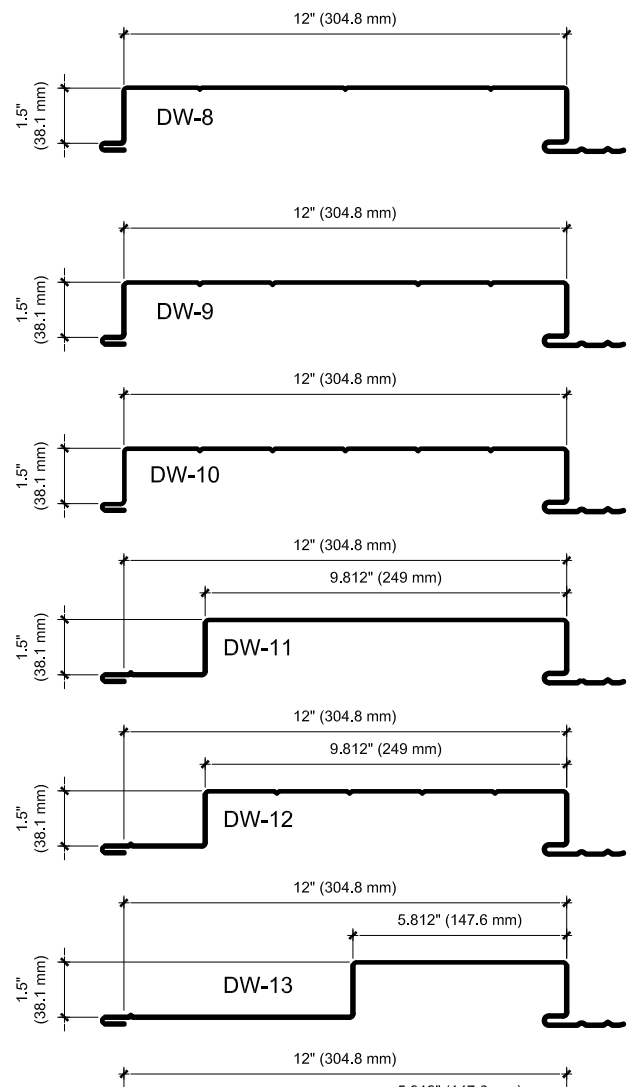 12" (304.8 mm)
1.5"
(38.1 mm)
DW-8
12" (304.8 mm)
1.5"
(38.1 mm)
DW-9
12" (304.8 mm)
1.5"
(38.1 mm)
DW-10
12" (304.8 mm)
9.812" (249 mm)
1.5"
(38.1 mm)
DW-11
12" (304.8 mm)
9.812" (249 mm)
1.5"
(38.1 mm)
DW-12
12" (304.8 mm)
5.812" (147.6 mm)
1.5"
(38.1 mm)
DW-13
12" (304.8 mm)